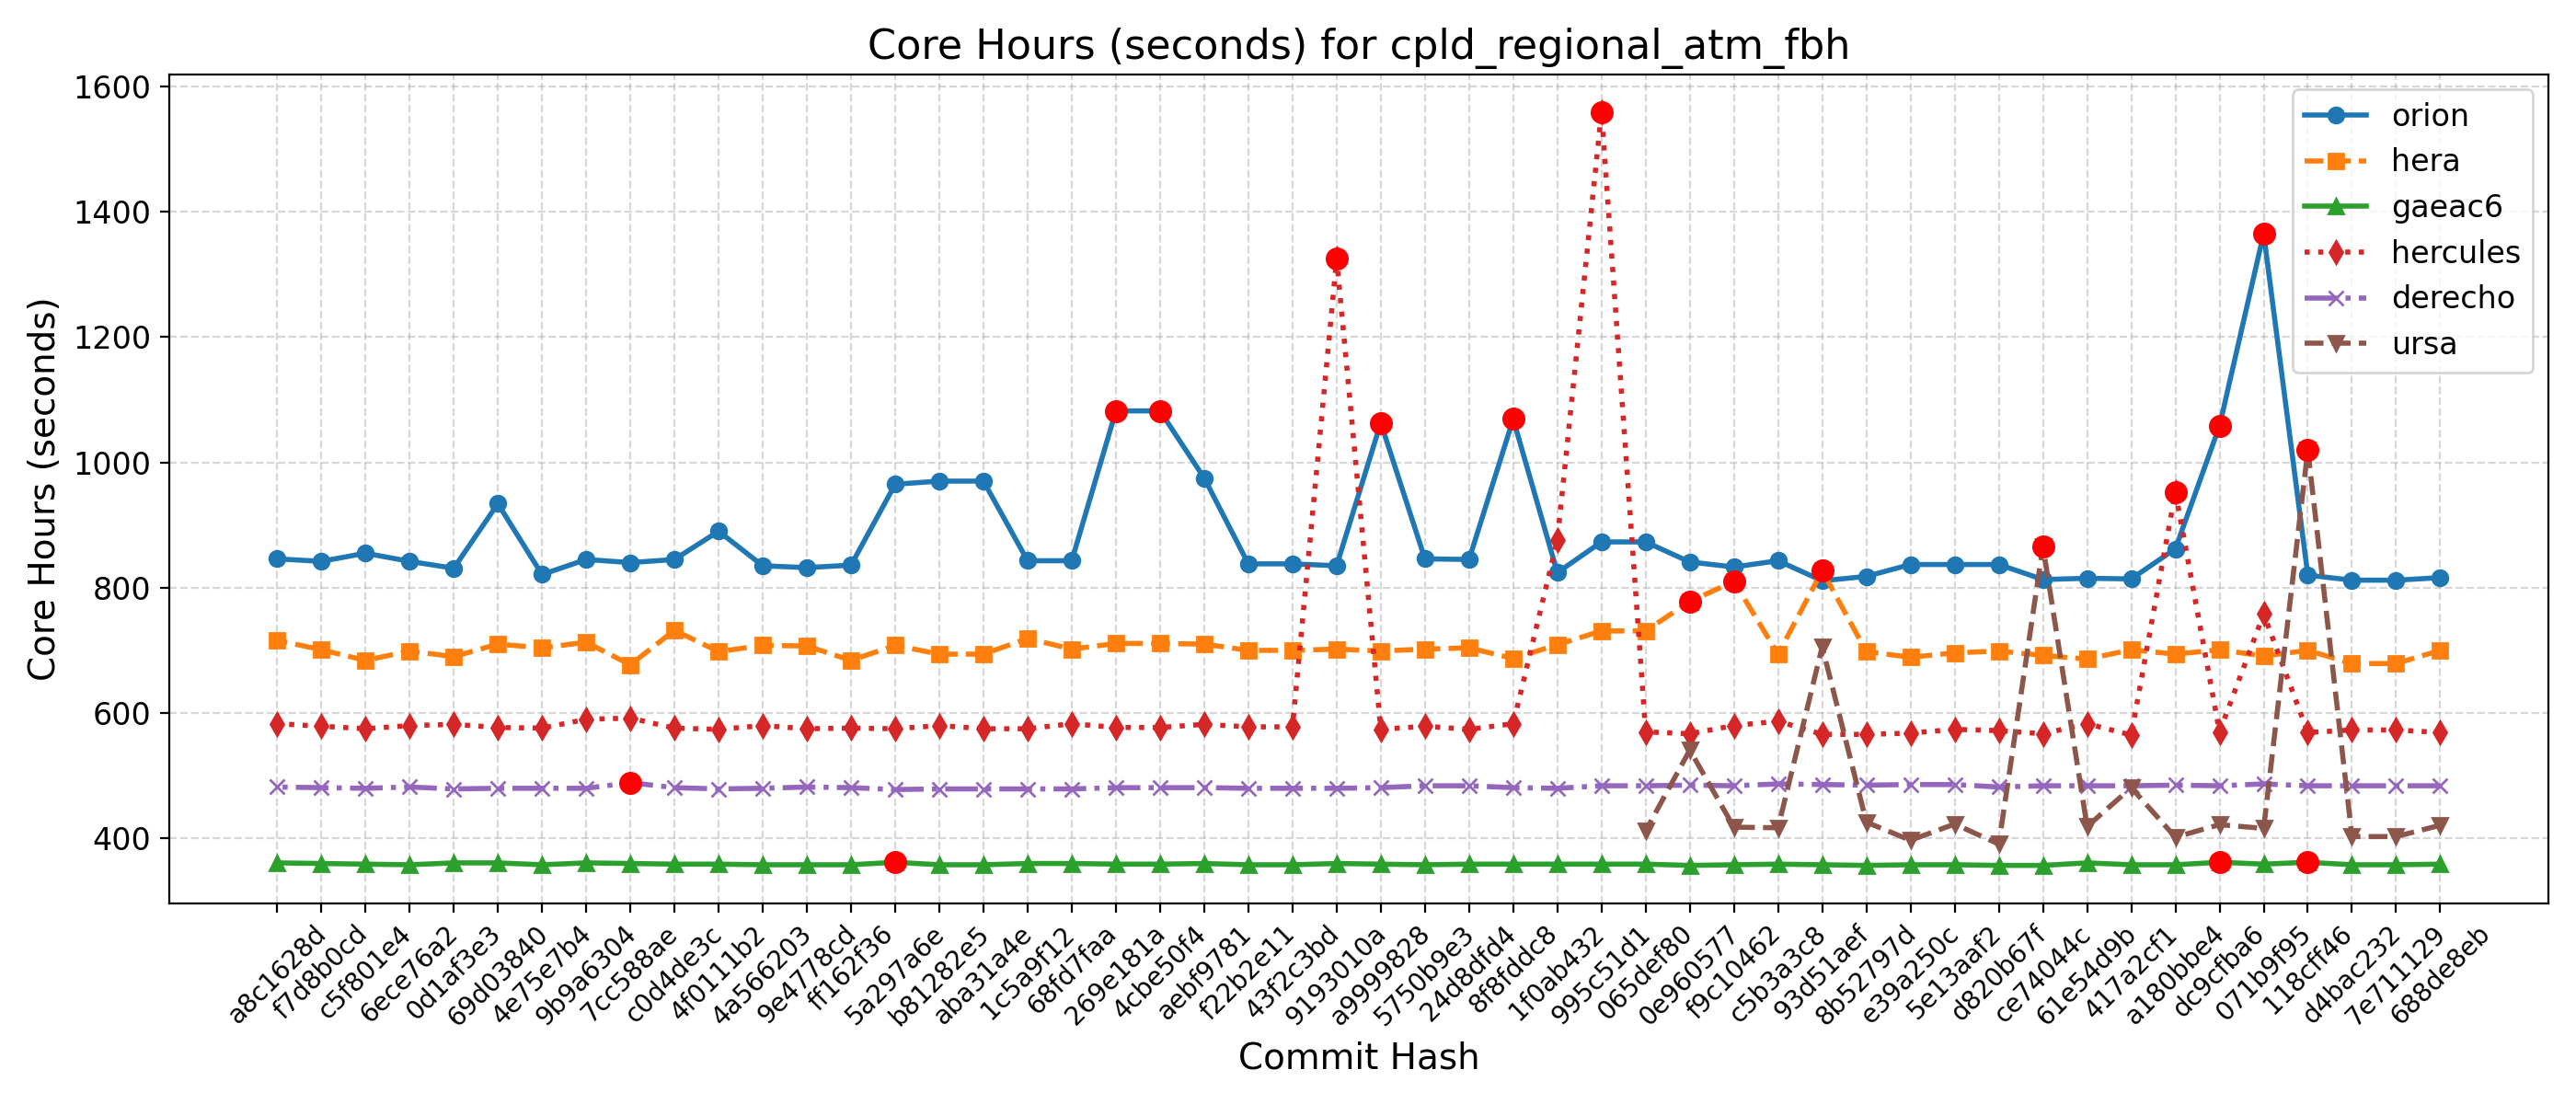 Core Hours (seconds) for cpld_regional_atm_fbh
1600
1400
1200
1000
800
600
400
Core Hours (seconds)
orion
hera
gaeac6
hercules
derecho
ursa
a8c1628d
f7d8b0cd
c5f801e4
6ece76a2
0d1af3e3
69d03840
4e75e7b4
9b9a6304
7cc588ae
c0d4de3c
4f0111b2
4a566203
9e4778cd
ff162f36
5a297a6e
b81282e5
aba31a4e
1c5a9f12
68fd7faa
269e181a
4cbe50f4
aebf9781
f22b2e11
43f2c3bd
9193010a
a9999828
5750b9e3
24d8dfd4
8f8fddc8
1f0ab432
995c51d1
065def80
0e960577
f9c10462
c5b3a3c8
93d51aef
8b52797d
e39a250c
5e13aaf2
d820b67f
ce74044c
61e54d9b
417a2cf1
a180bbe4
dc9cfba6
071b9f95
118cff46
d4bac232
7e711129
688de8eb
Commit Hash